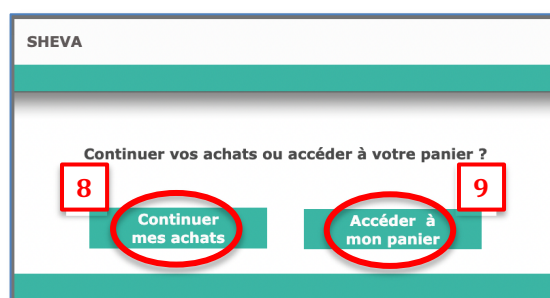 SHEVA
Continuer vos achats ou accéder à votre panier ?
8
9
Continuer
mes achats
Accéder à
mon panier